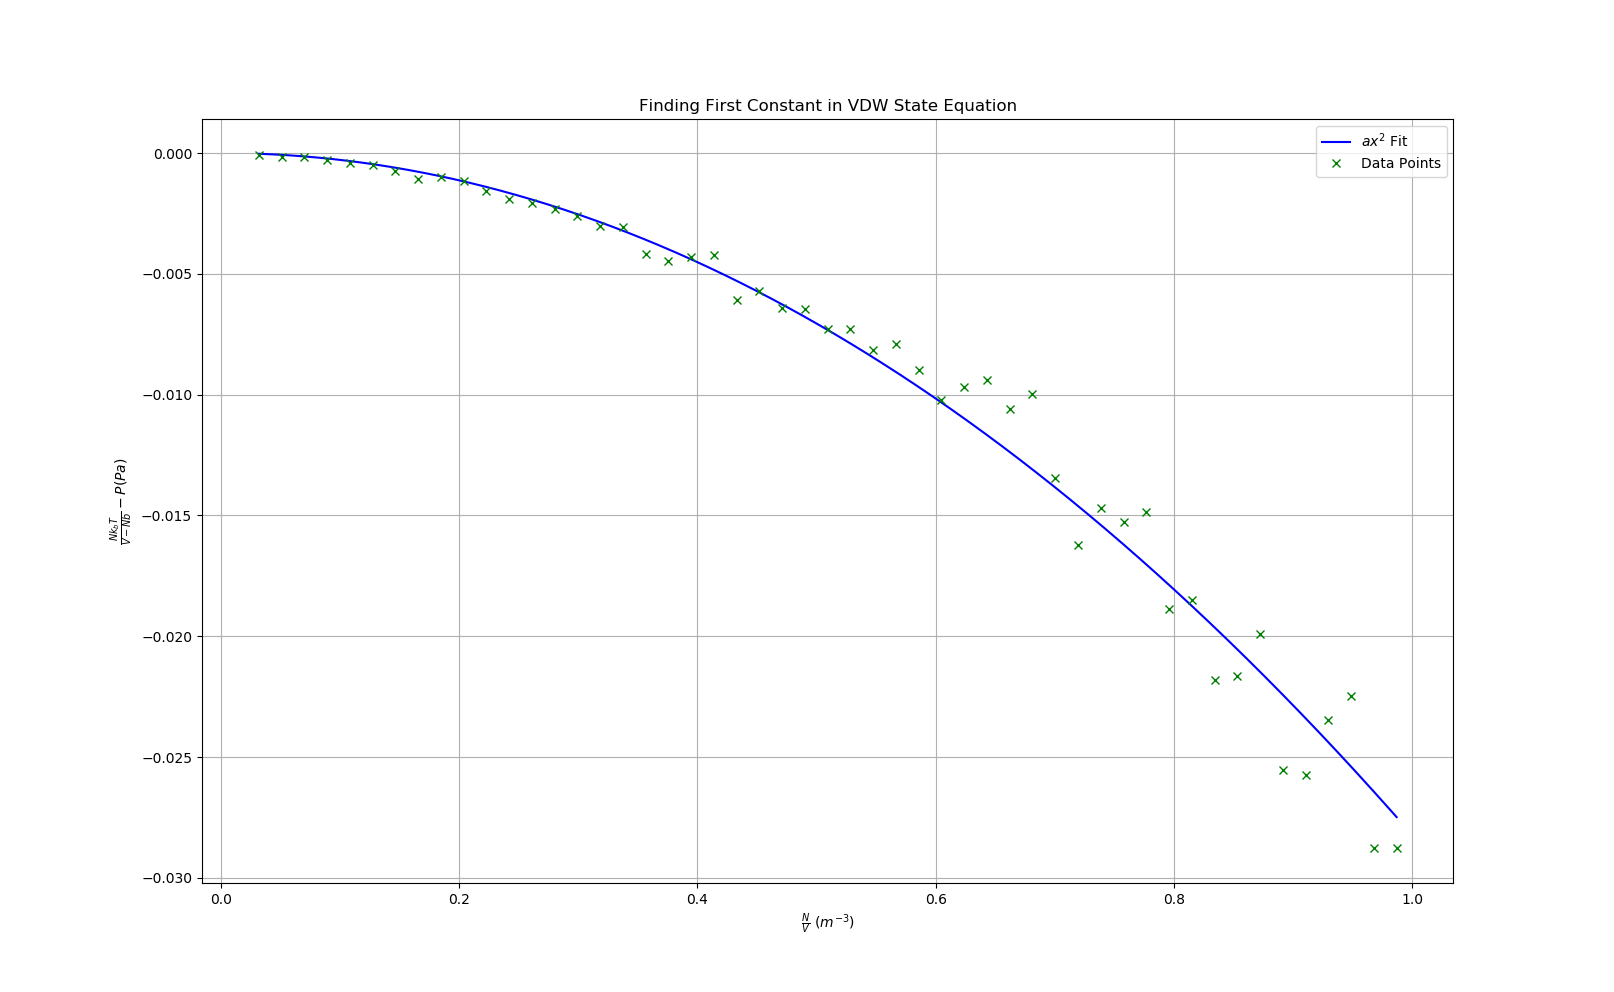 Finding First Constant in VDW State Equation
ax² Fit
Data Points
0.000
−0.005
−0.010
−0.015
−0.020
−0.025
−0.030
\frac{Nk_bT}{V−Nb} − P(Pa)
0.0 0.2 0.4 0.6 0.8 1.0
\frac{N}{V} (m⁻³)